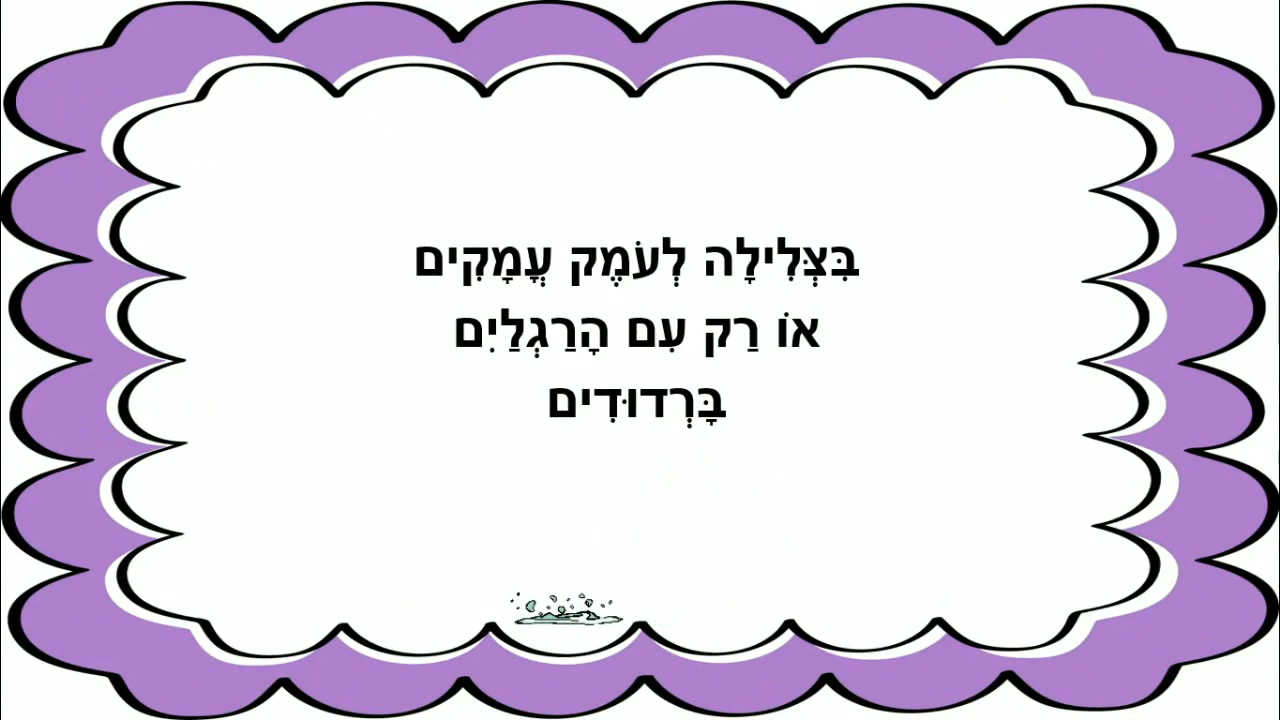 בִּצְּלִילָה לְעֹמֶק עֲמָקִים
אוֹ רַק עִם הָרַגְלַיִם
בָּרְדוּדִים